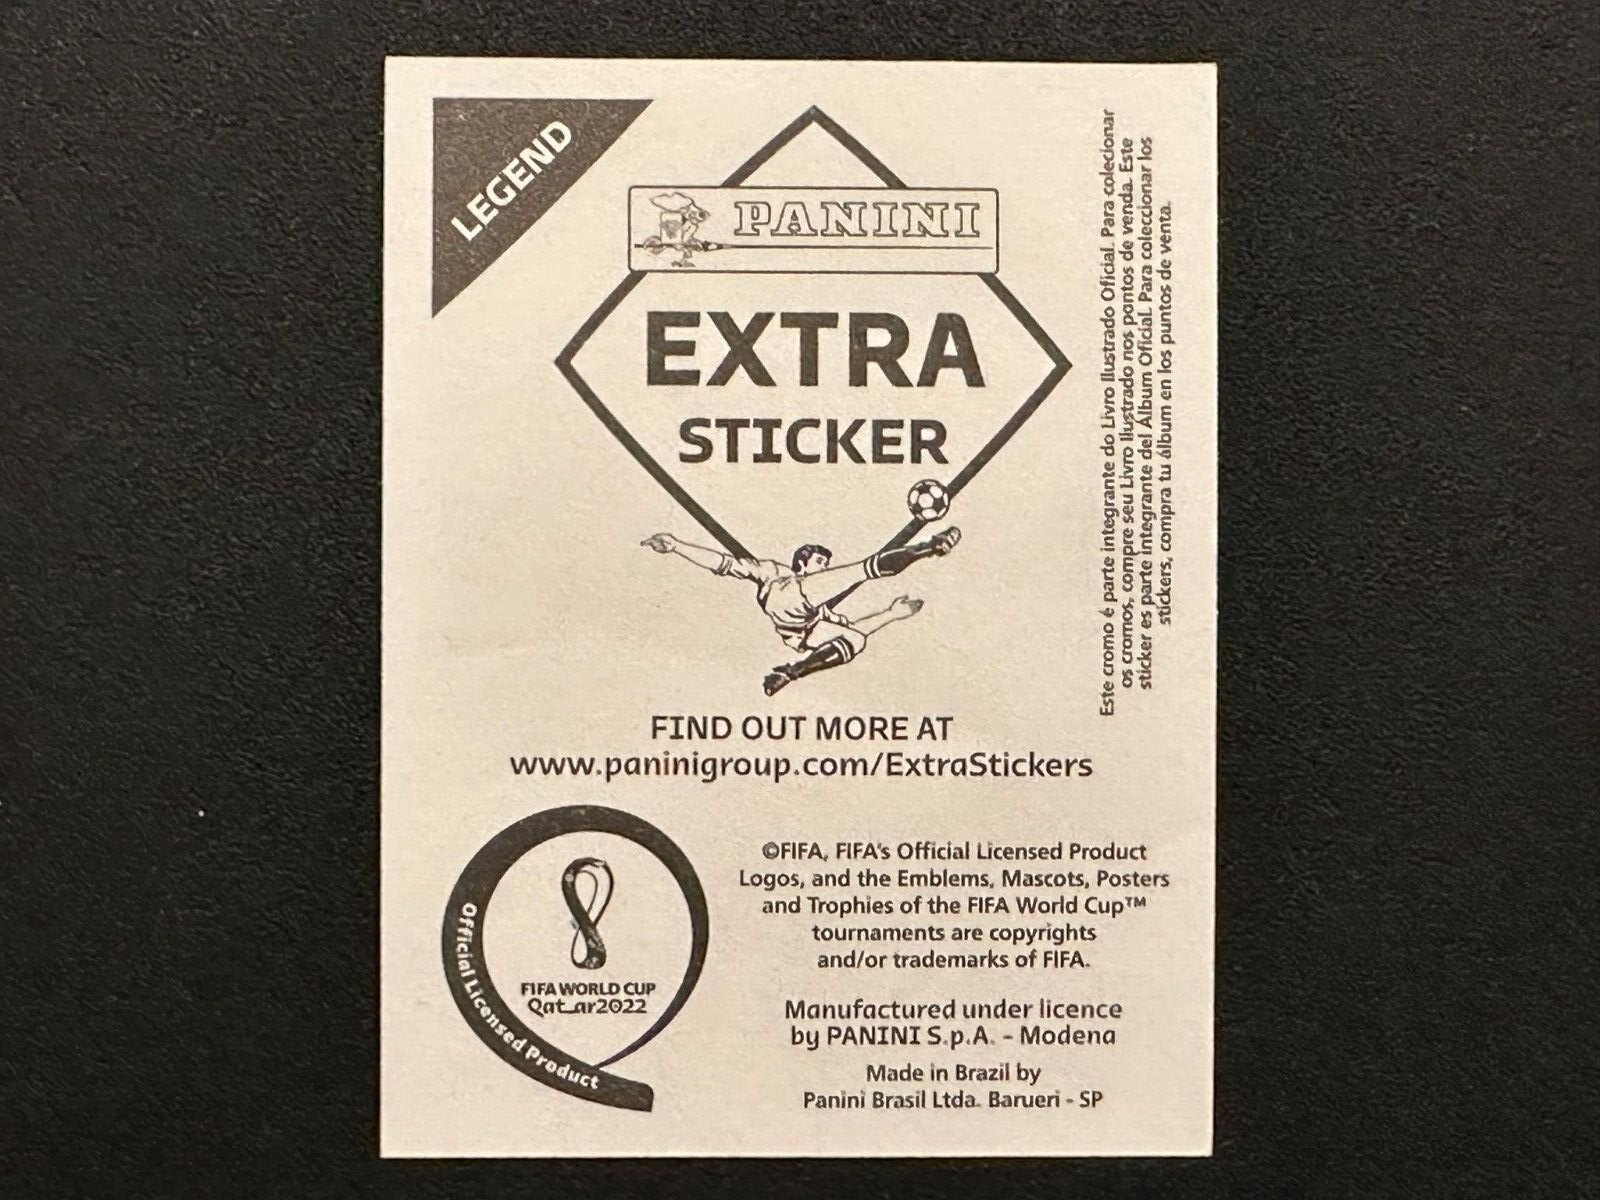 LEGEND
PANINI
EXTRA
STICKER
Este cromo é parte integrante do Livro Ilustrado Oficial. Para colecionar
os cromos, compre seu Livro Ilustrado nos pontos de venda. Este
sticker es parte integrante del Álbum Oficial. Para coleccionar los
stickers, compra tu álbum en los puntos de venta.
FIND OUT MORE AT
www.paninigroup.com/ExtraStickers
Official Licensed Product
FIFA WORLD CUP
Qatar2022
©FIFA, FIFA's Official Licensed Product
Logos, and the Emblems, Mascots, Posters
and Trophies of the FIFA World Cup™
tournaments are copyrights
and/or trademarks of FIFA.
Manufactured under licence
by PANINI S.p.A. - Modena
Made in Brazil by
Panini Brasil Ltda. Barueri - SP